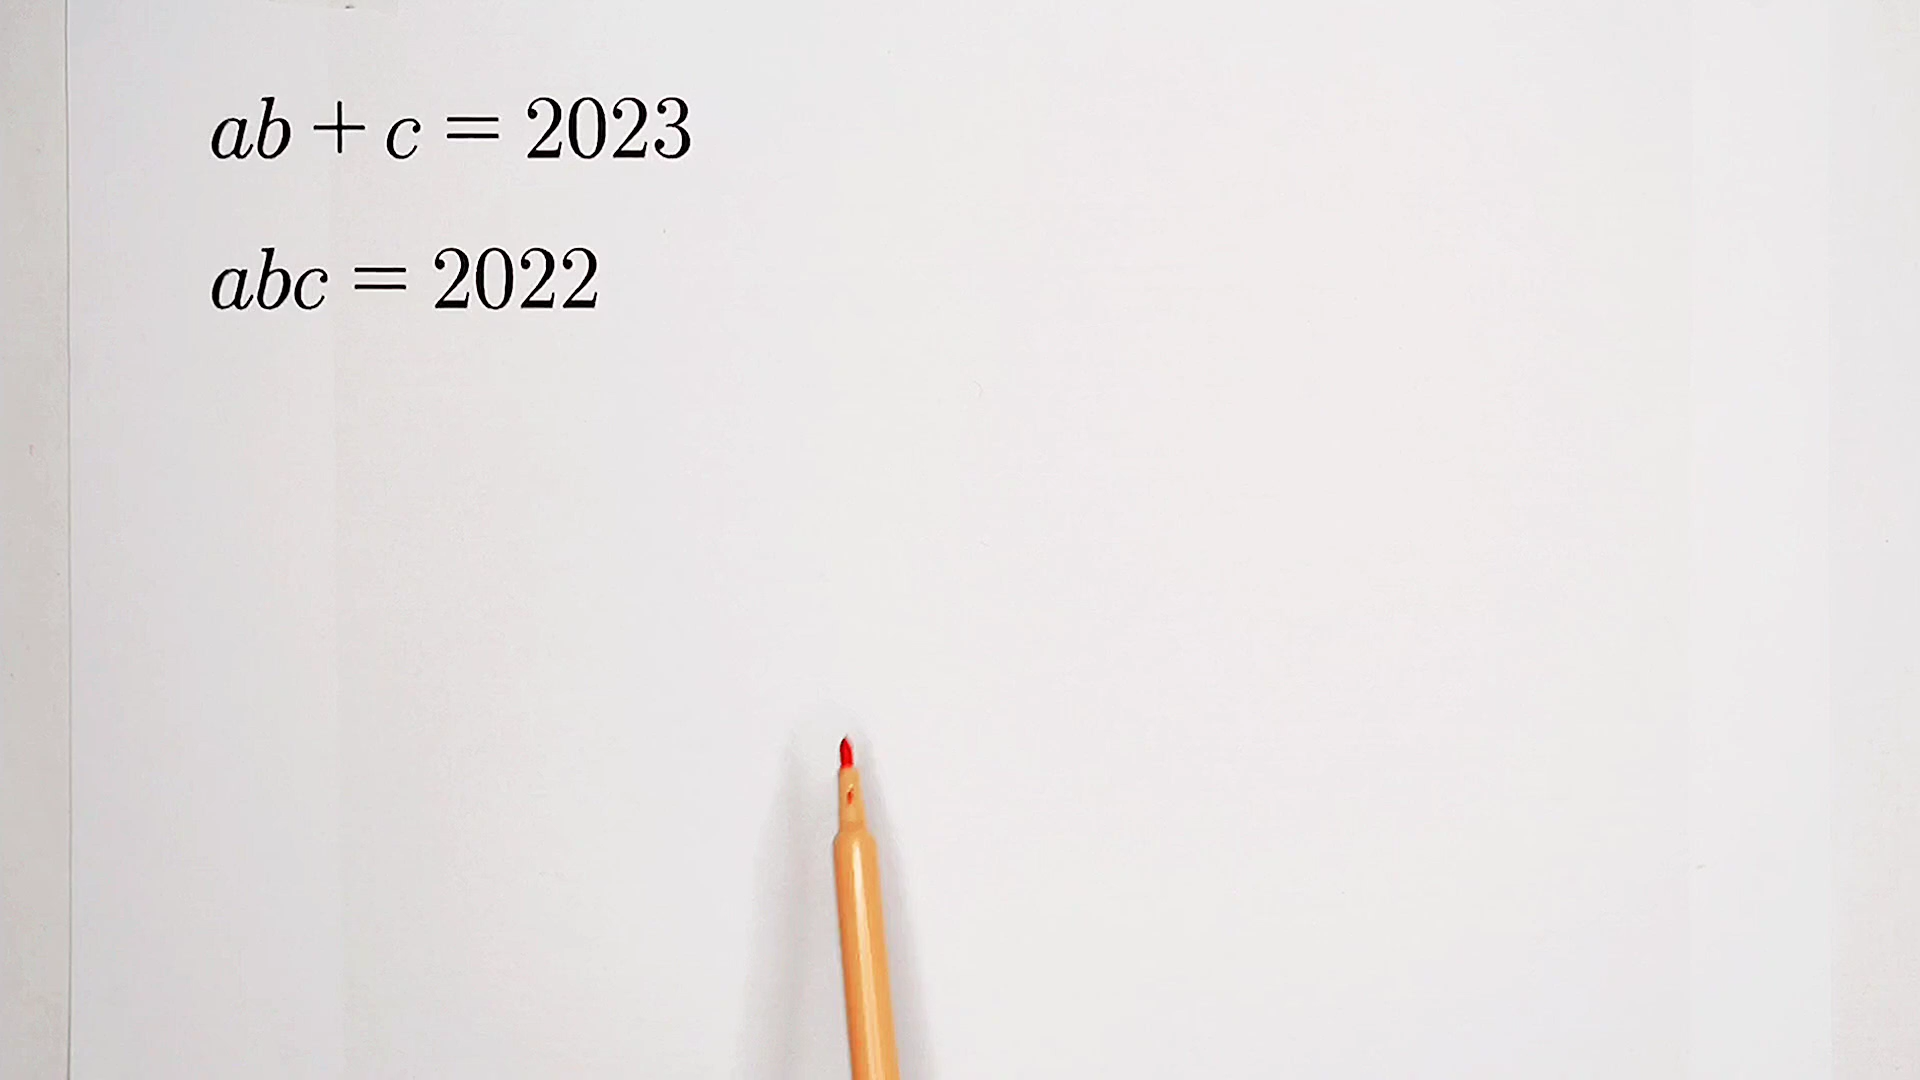 ab + c = 2023
abc = 2022